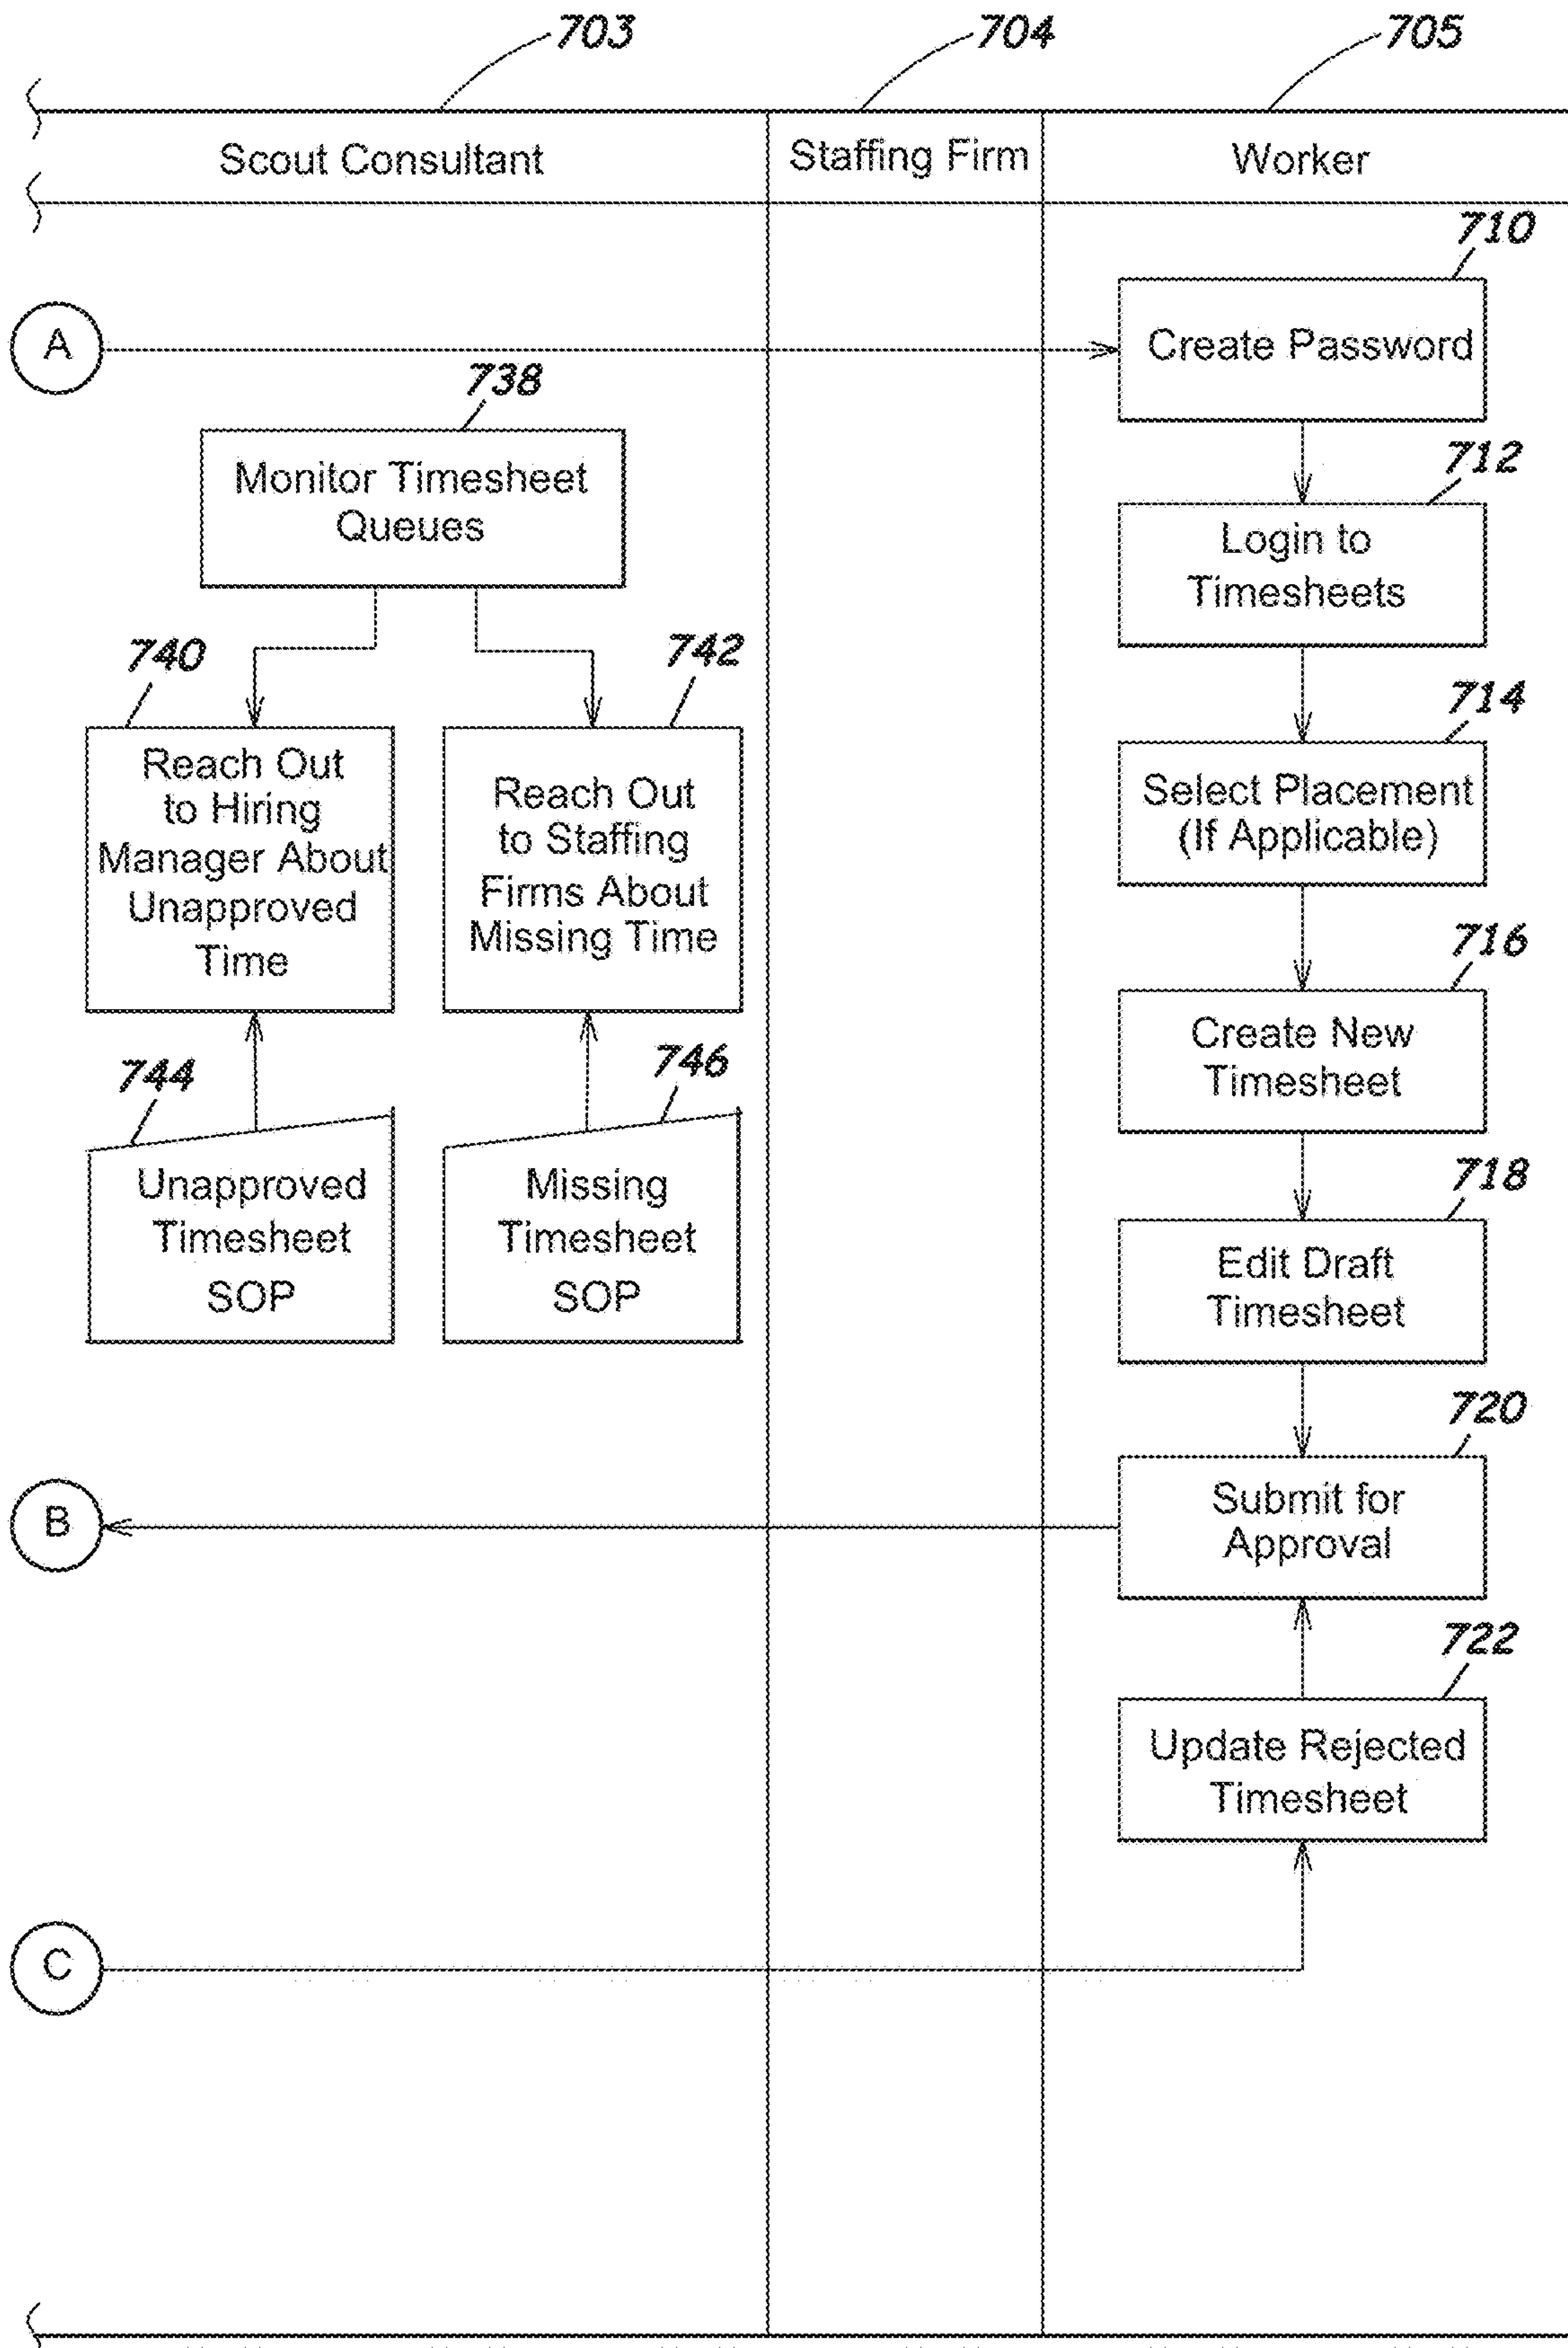 703
704
705
Scout Consultant
Staffing Firm
Worker
710
A
Create Password
738
Monitor Timesheet
Queues
712
Login to
Timesheets
740
742
714
Reach Out
to Hiring
Manager About
Unapproved
Time
Reach Out
to Staffing
Firms About
Missing Time
Select Placement
(If Applicable)
716
Create New
Timesheet
744
746
Unapproved
Timesheet
SOP
Missing
Timesheet
SOP
718
Edit Draft
Timesheet
720
B
Submit for
Approval
722
Update Rejected
Timesheet
C